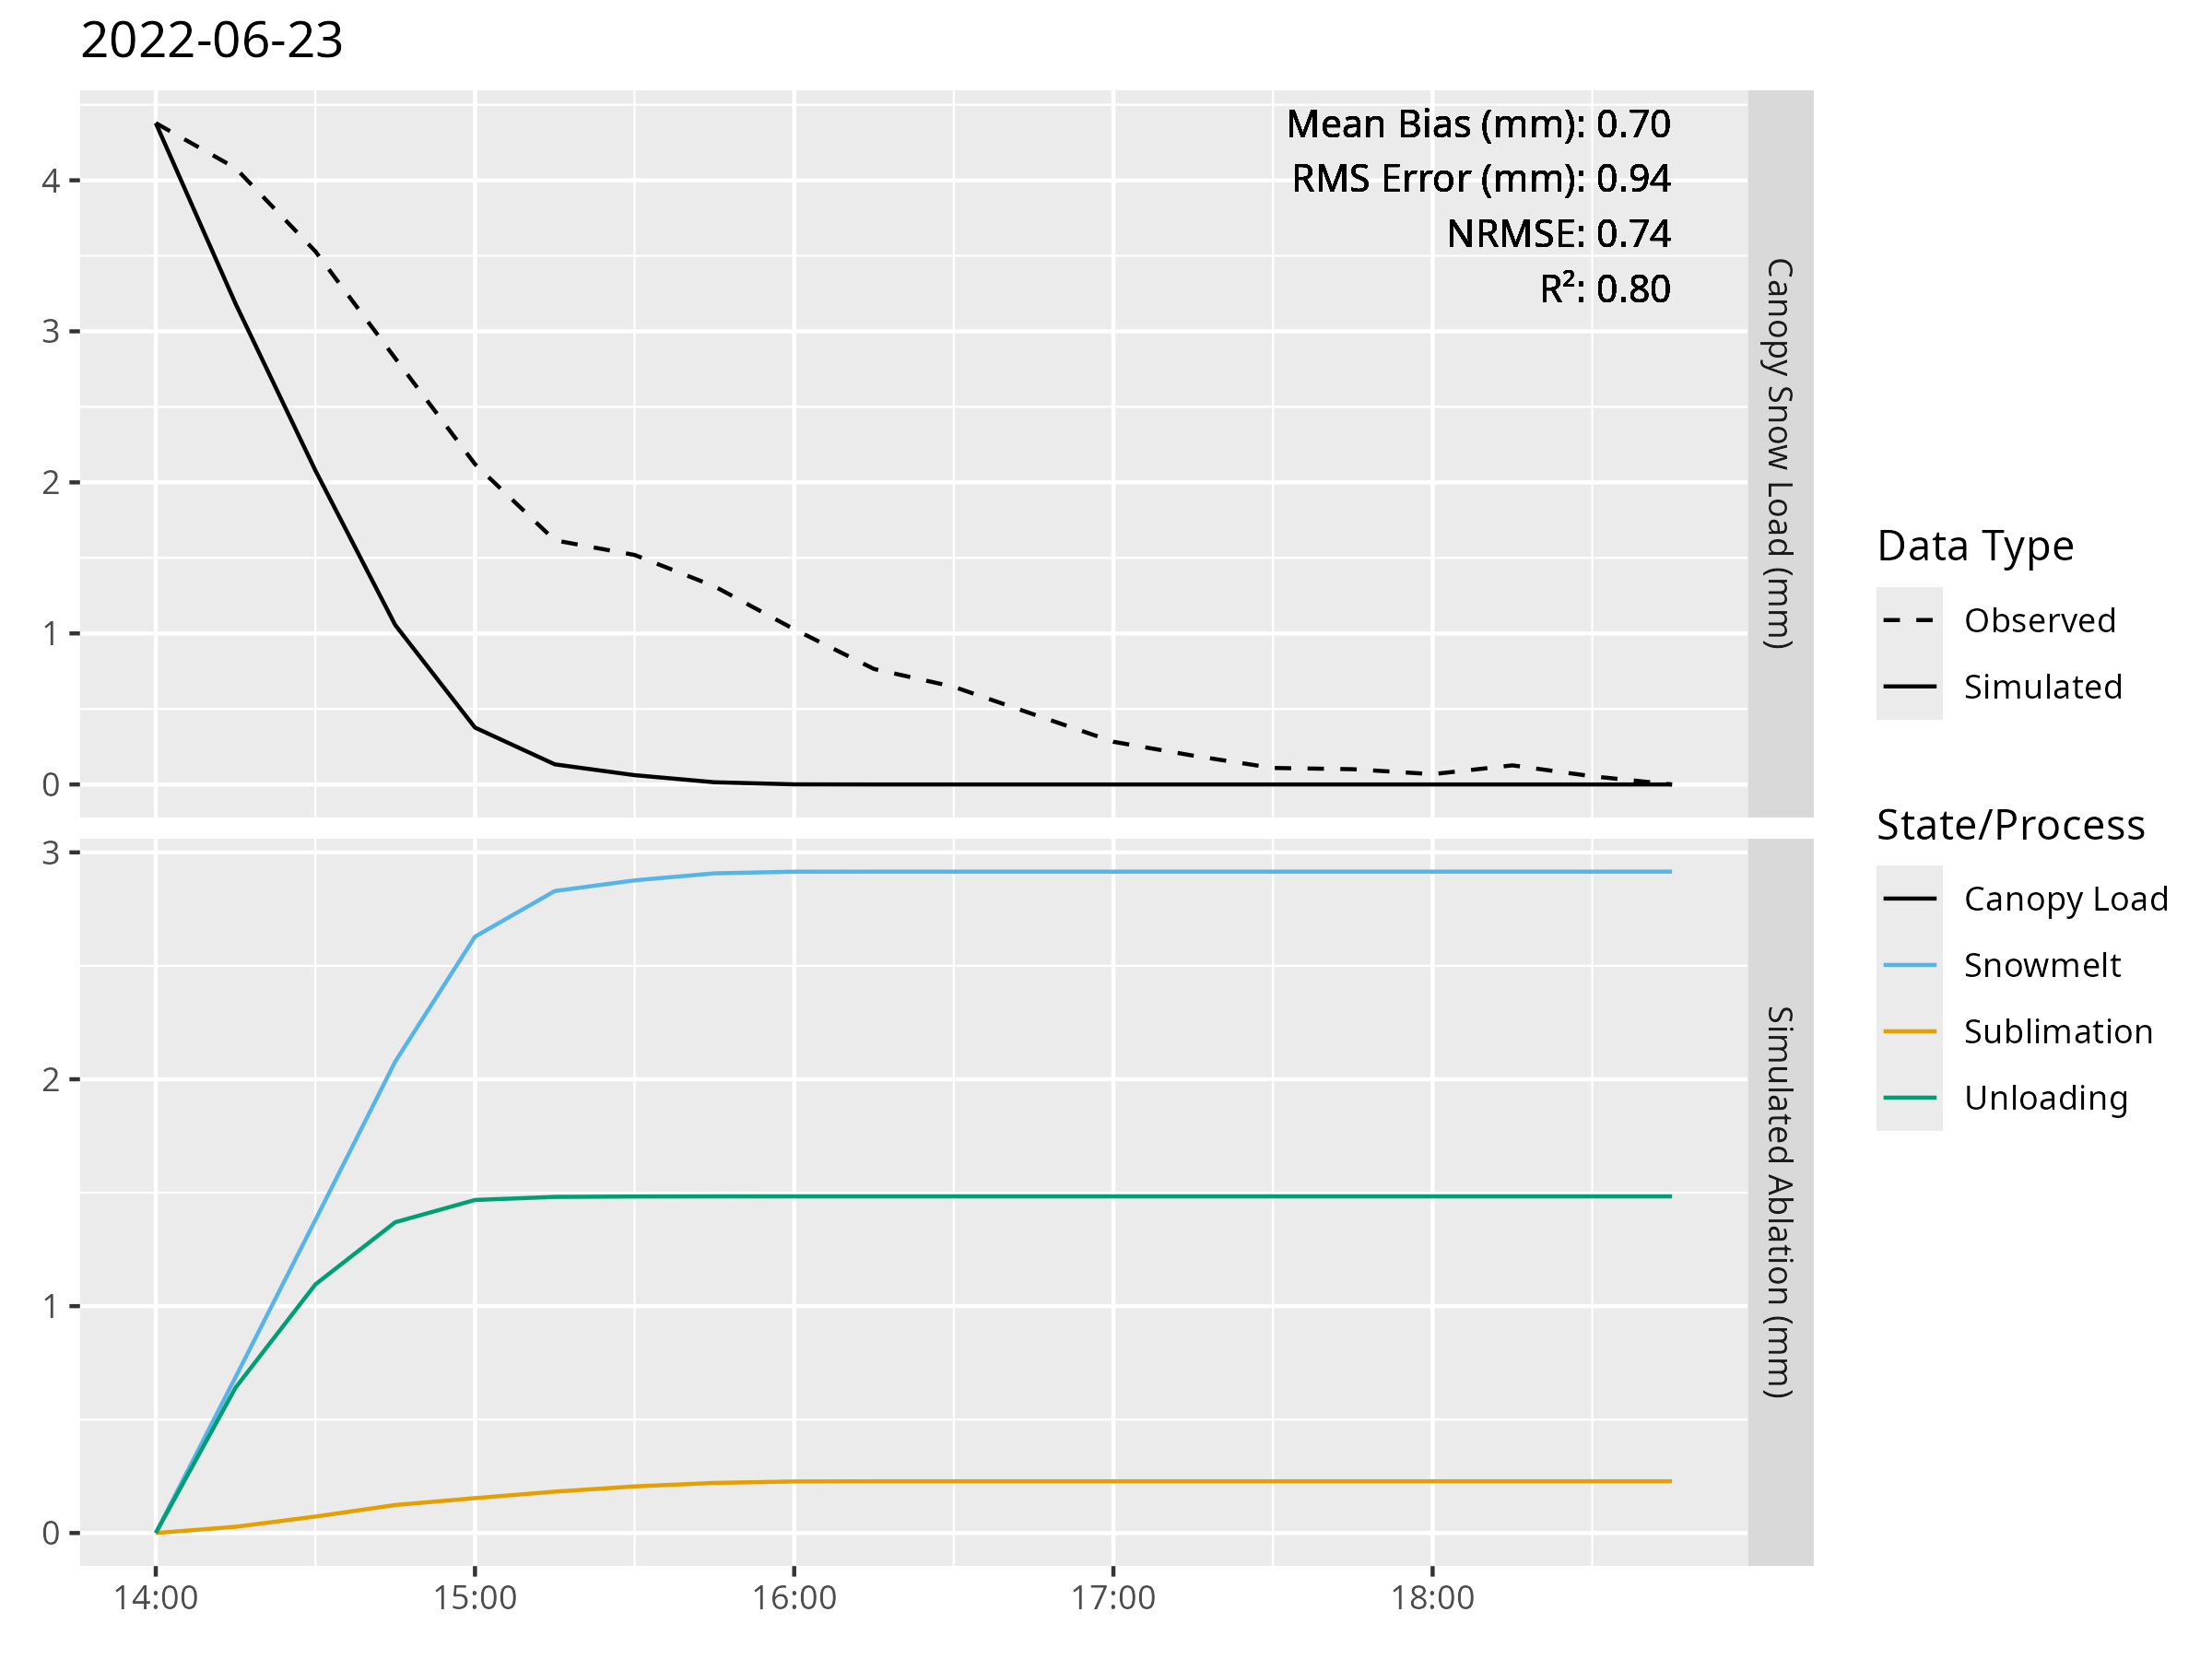 2022-06-23
Mean Bias (mm): 0.70
RMS Error (mm): 0.94
NRMSE: 0.74
R²: 0.80
4
3
2
1
0
Canopy Snow Load (mm)
3
2
1
0
Simulated Ablation (mm)
14:00 15:00 16:00 17:00 18:00
Data Type
Observed
Simulated
State/Process
Canopy Load
Snowmelt
Sublimation
Unloading